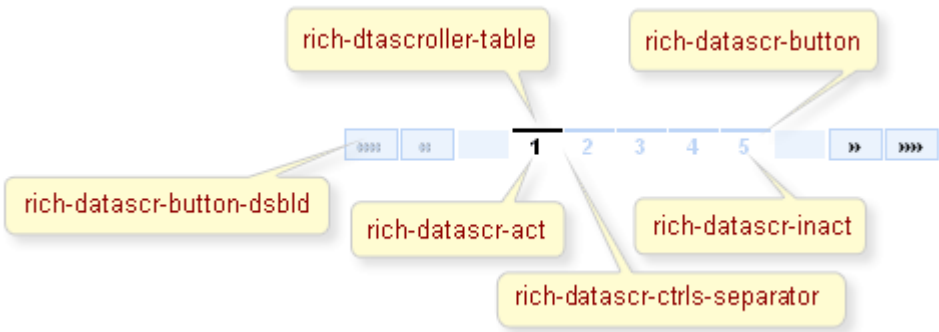 rich-dtascroller-table
rich-datascr-button
«««« «« 1 2 3 4 5 »» »»»»
rich-datascr-button-dsbld
rich-datascr-act
rich-datascr-inact
rich-datascr-ctrls-separator